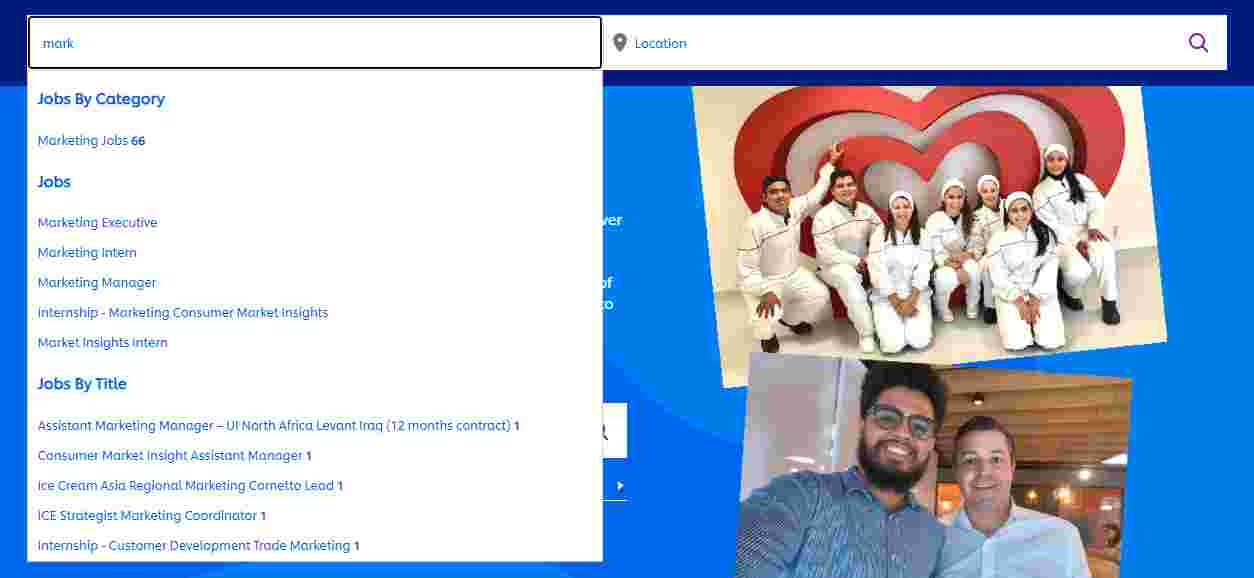 mark
Location
Jobs By Category
Marketing Jobs 66
Jobs
Marketing Executive
Marketing Intern
Marketing Manager
Internship - Marketing Consumer Market Insights
Market Insights Intern
Jobs By Title
Assistant Marketing Manager – UI North Africa Levant Iraq (12 months contract) 1
Consumer Market Insight Assistant Manager 1
Ice Cream Asia Regional Marketing Cornetto Lead 1
ICE Strategist Marketing Coordinator 1
Internship - Customer Development Trade Marketing 1
of
to